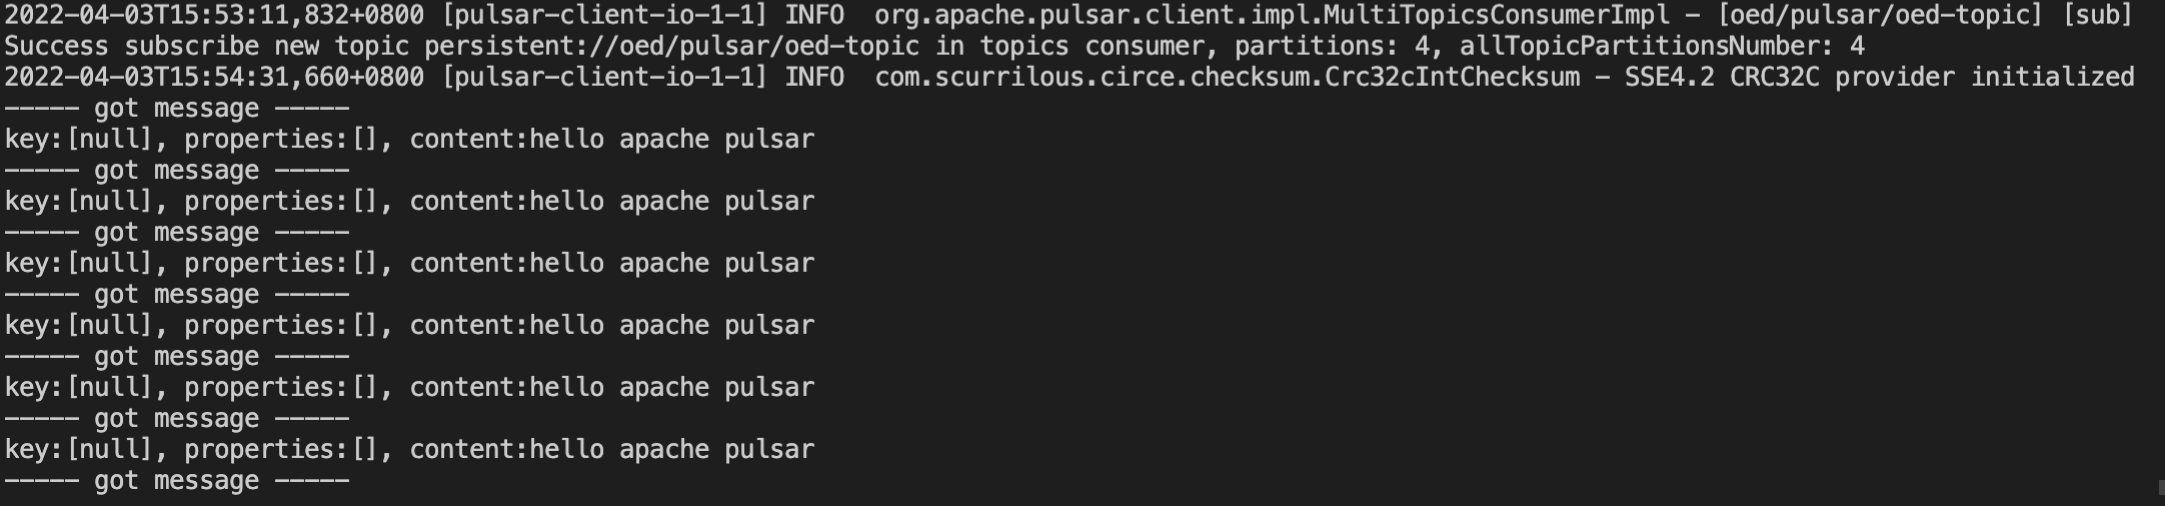 2022-04-03T15:53:11,832+0800 [pulsar-client-io-1-1] INFO  org.apache.pulsar.client.impl.MultiTopicsConsumerImpl - [oed/pulsar/oed-topic] [sub]
Success subscribe new topic persistent://oed/pulsar/oed-topic in topics consumer, partitions: 4, allTopicPartitionsNumber: 4
2022-04-03T15:54:31,660+0800 [pulsar-client-io-1-1] INFO  com.scurrilous.circe.checksum.Crc32cIntChecksum - SSE4.2 CRC32C provider initialized
----- got message -----
key:[null], properties:[], content:hello apache pulsar
----- got message -----
key:[null], properties:[], content:hello apache pulsar
----- got message -----
key:[null], properties:[], content:hello apache pulsar
----- got message -----
key:[null], properties:[], content:hello apache pulsar
----- got message -----
key:[null], properties:[], content:hello apache pulsar
----- got message -----
key:[null], properties:[], content:hello apache pulsar
----- got message -----